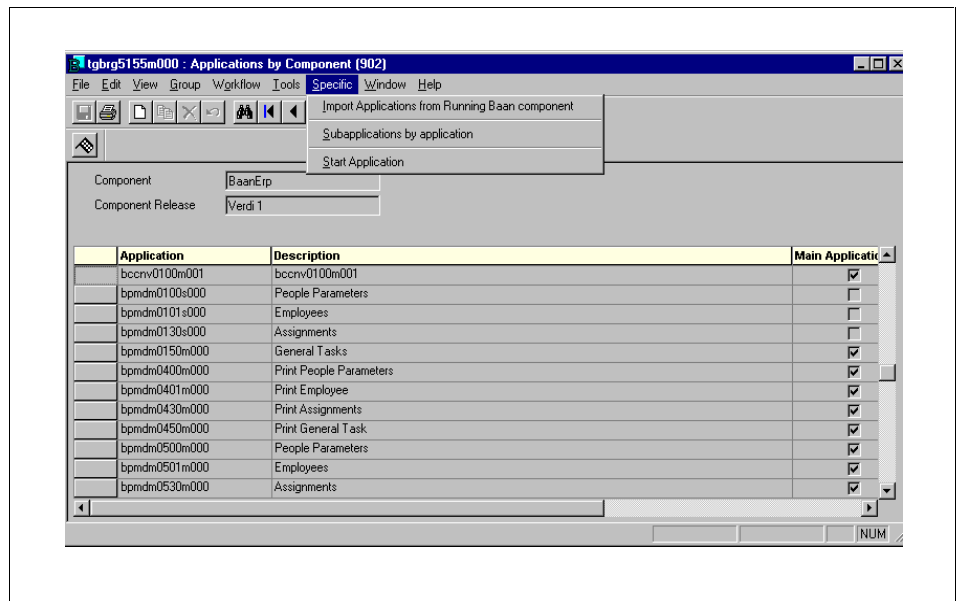 tgbrg5155m000 : Applications by Component (902)
File Edit View Group Workflow Tools Specific Window Help
Import Applications from Running Baan component
Subapplications by application
Start Application
Component BaanErp
Component Release Verdi 1
Application Description Main Applicatic
bccnv0100m001 bccnv0100m001
bpmdm0100s000 People Parameters
bpmdm0101s000 Employees
bpmdm0130s000 Assignments
bpmdm0150m000 General Tasks
bpmdm0400m000 Print People Parameters
bpmdm0401m000 Print Employee
bpmdm0430m000 Print Assignments
bpmdm0450m000 Print General Task
bpmdm0500m000 People Parameters
bpmdm0501m000 Employees
bpmdm0530m000 Assignments
NUM